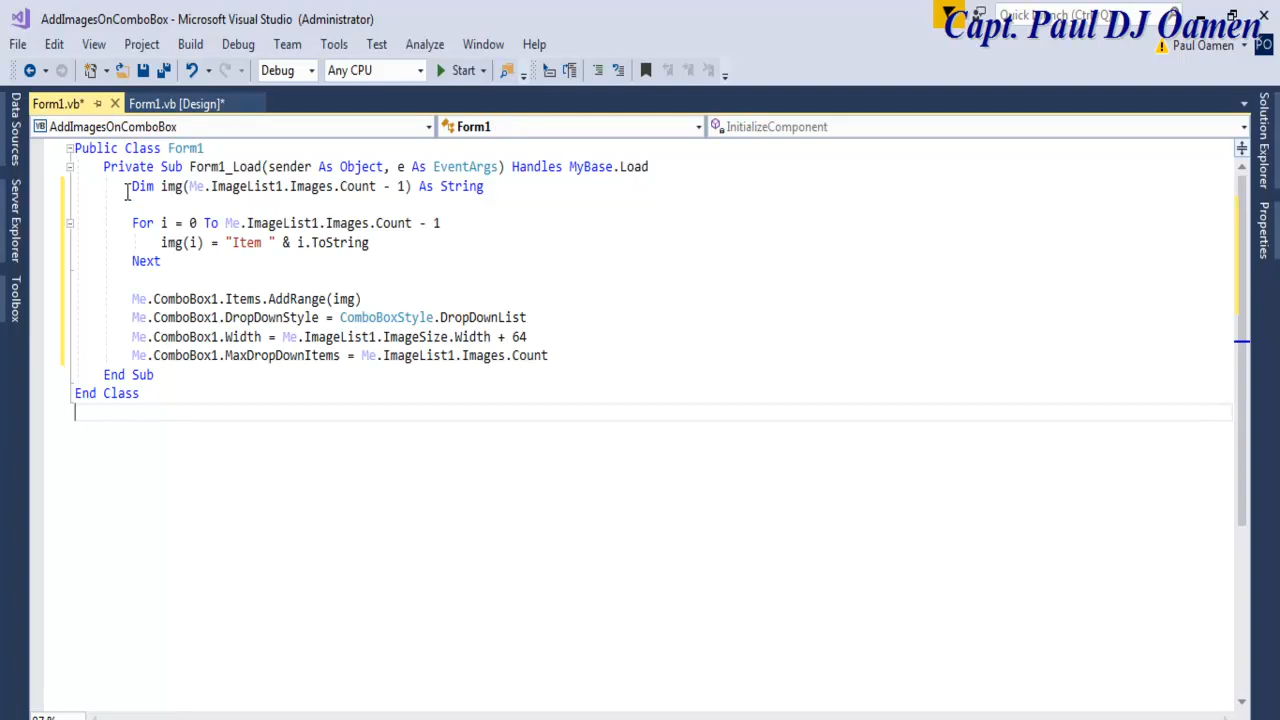 AddImagesOnComboBox - Microsoft Visual Studio (Administrator)
Quick Launch (Ctrl+Q)
Capt. Paul DJ Oamen
File Edit View Project Build Debug Team Tools Test Analyze Window Help
Paul Oamen PO
Debug Any CPU Start
Form1.vb* Form1.vb [Design]*
AddImagesOnComboBox Form1 InitializeComponent
Data Sources
Server Explorer
Toolbox
Solution Explorer
Properties
Public Class Form1
Private Sub Form1_Load(sender As Object, e As EventArgs) Handles MyBase.Load
Dim img(Me.ImageList1.Images.Count - 1) As String
For i = 0 To Me.ImageList1.Images.Count - 1
img(i) = "Item " & i.ToString
Next
Me.ComboBox1.Items.AddRange(img)
Me.ComboBox1.DropDownStyle = ComboBoxStyle.DropDownList
Me.ComboBox1.Width = Me.ImageList1.ImageSize.Width + 64
Me.ComboBox1.MaxDropDownItems = Me.ImageList1.Images.Count
End Sub
End Class